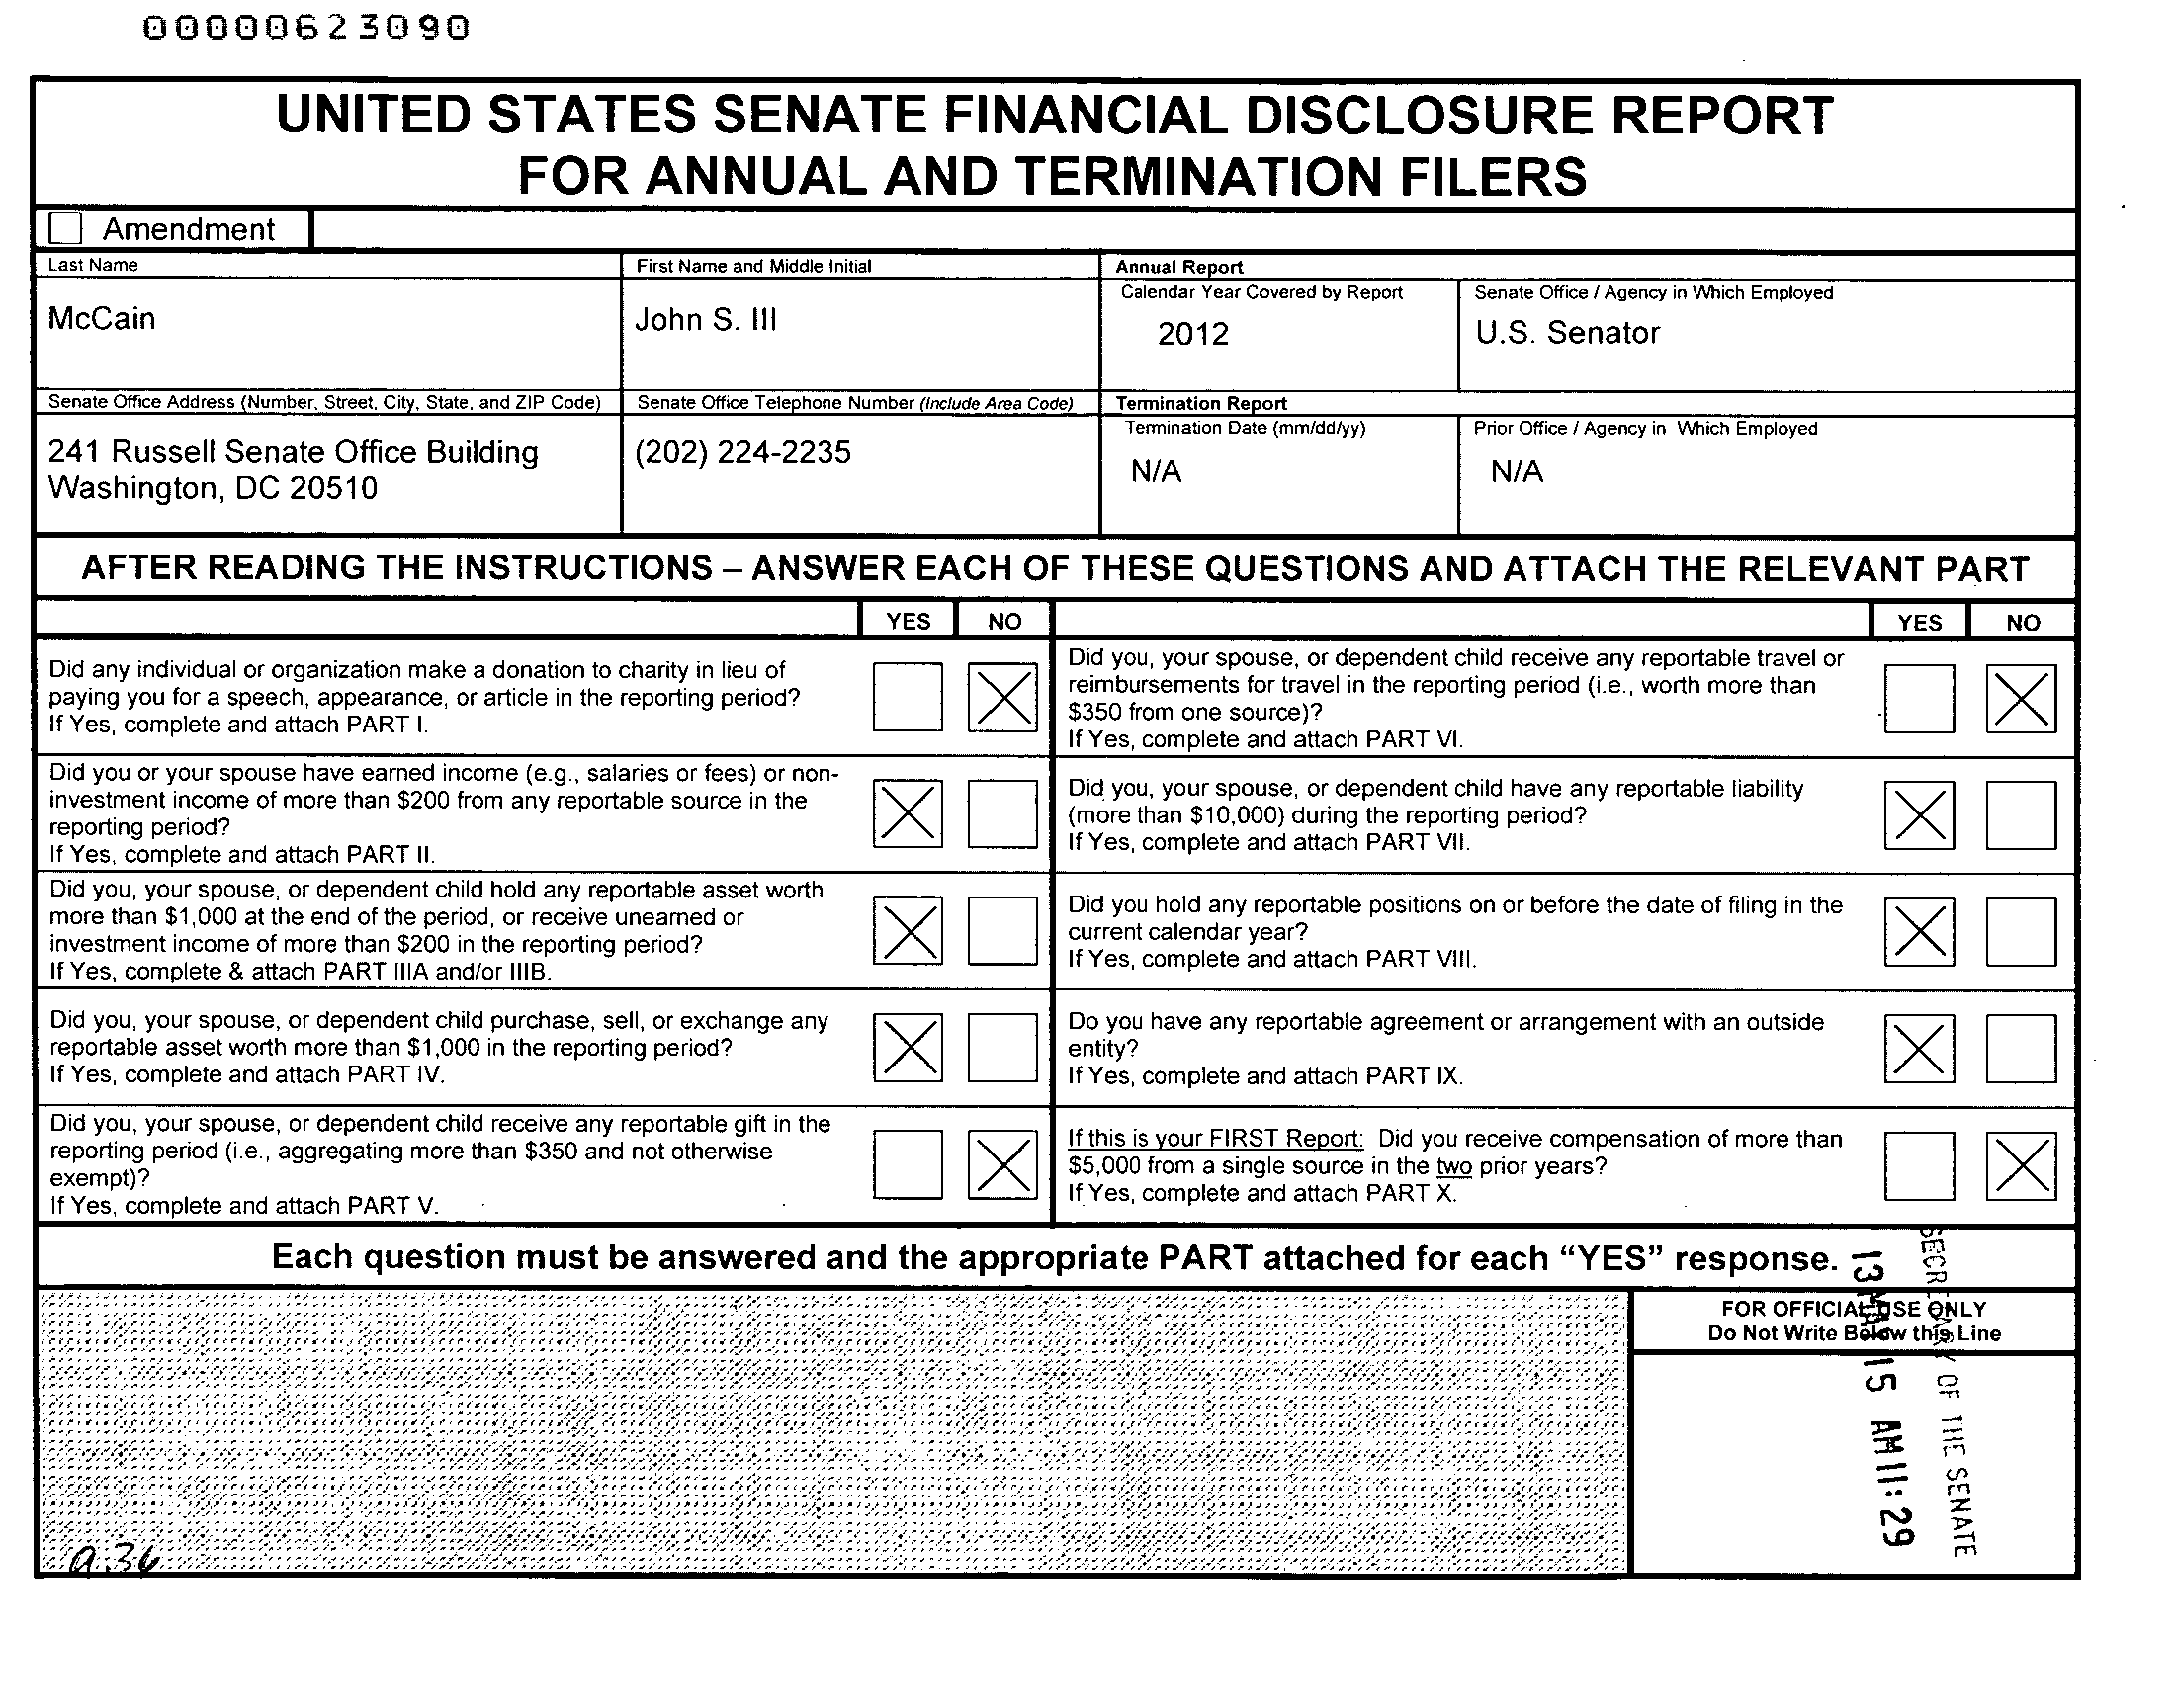 00000623090
UNITED STATES SENATE FINANCIAL DISCLOSURE REPORT
FOR ANNUAL AND TERMINATION FILERS
Amendment
Last Name
McCain
First Name and Middle Initial
John S. III
Annual Report
Calendar Year Covered by Report
2012
Senate Office / Agency in Which Employed
U.S. Senator
Senate Office Address (Number, Street, City, State, and ZIP Code)
241 Russell Senate Office Building
Washington, DC 20510
Senate Office Telephone Number (Include Area Code)
(202) 224-2235
Termination Report
Termination Date (mm/dd/yy)
N/A
Prior Office / Agency in Which Employed
N/A
AFTER READING THE INSTRUCTIONS – ANSWER EACH OF THESE QUESTIONS AND ATTACH THE RELEVANT PART
YES NO
Did any individual or organization make a donation to charity in lieu of
paying you for a speech, appearance, or article in the reporting period?
If Yes, complete and attach PART I.
Did you or your spouse have earned income (e.g., salaries or fees) or non-
investment income of more than $200 from any reportable source in the
reporting period?
If Yes, complete and attach PART II.
Did you, your spouse, or dependent child hold any reportable asset worth
more than $1,000 at the end of the period, or receive unearned or
investment income of more than $200 in the reporting period?
If Yes, complete & attach PART IIIA and/or IIIB.
Did you, your spouse, or dependent child purchase, sell, or exchange any
reportable asset worth more than $1,000 in the reporting period?
If Yes, complete and attach PART IV.
Did you, your spouse, or dependent child receive any reportable gift in the
reporting period (i.e., aggregating more than $350 and not otherwise
exempt)?
If Yes, complete and attach PART V.
YES NO
Did you, your spouse, or dependent child receive any reportable travel or
reimbursements for travel in the reporting period (i.e., worth more than
$350 from one source)?
If Yes, complete and attach PART VI.
Did you, your spouse, or dependent child have any reportable liability
(more than $10,000) during the reporting period?
If Yes, complete and attach PART VII.
Did you hold any reportable positions on or before the date of filing in the
current calendar year?
If Yes, complete and attach PART VIII.
Do you have any reportable agreement or arrangement with an outside
entity?
If Yes, complete and attach PART IX.
If this is your FIRST Report: Did you receive compensation of more than
$5,000 from a single source in the two prior years?
If Yes, complete and attach PART X.
Each question must be answered and the appropriate PART attached for each “YES” response.
FOR OFFICIAL USE ONLY
Do Not Write Below this Line
SECRETARY OF THE SENATE
13 MAY 15 AM 11:29